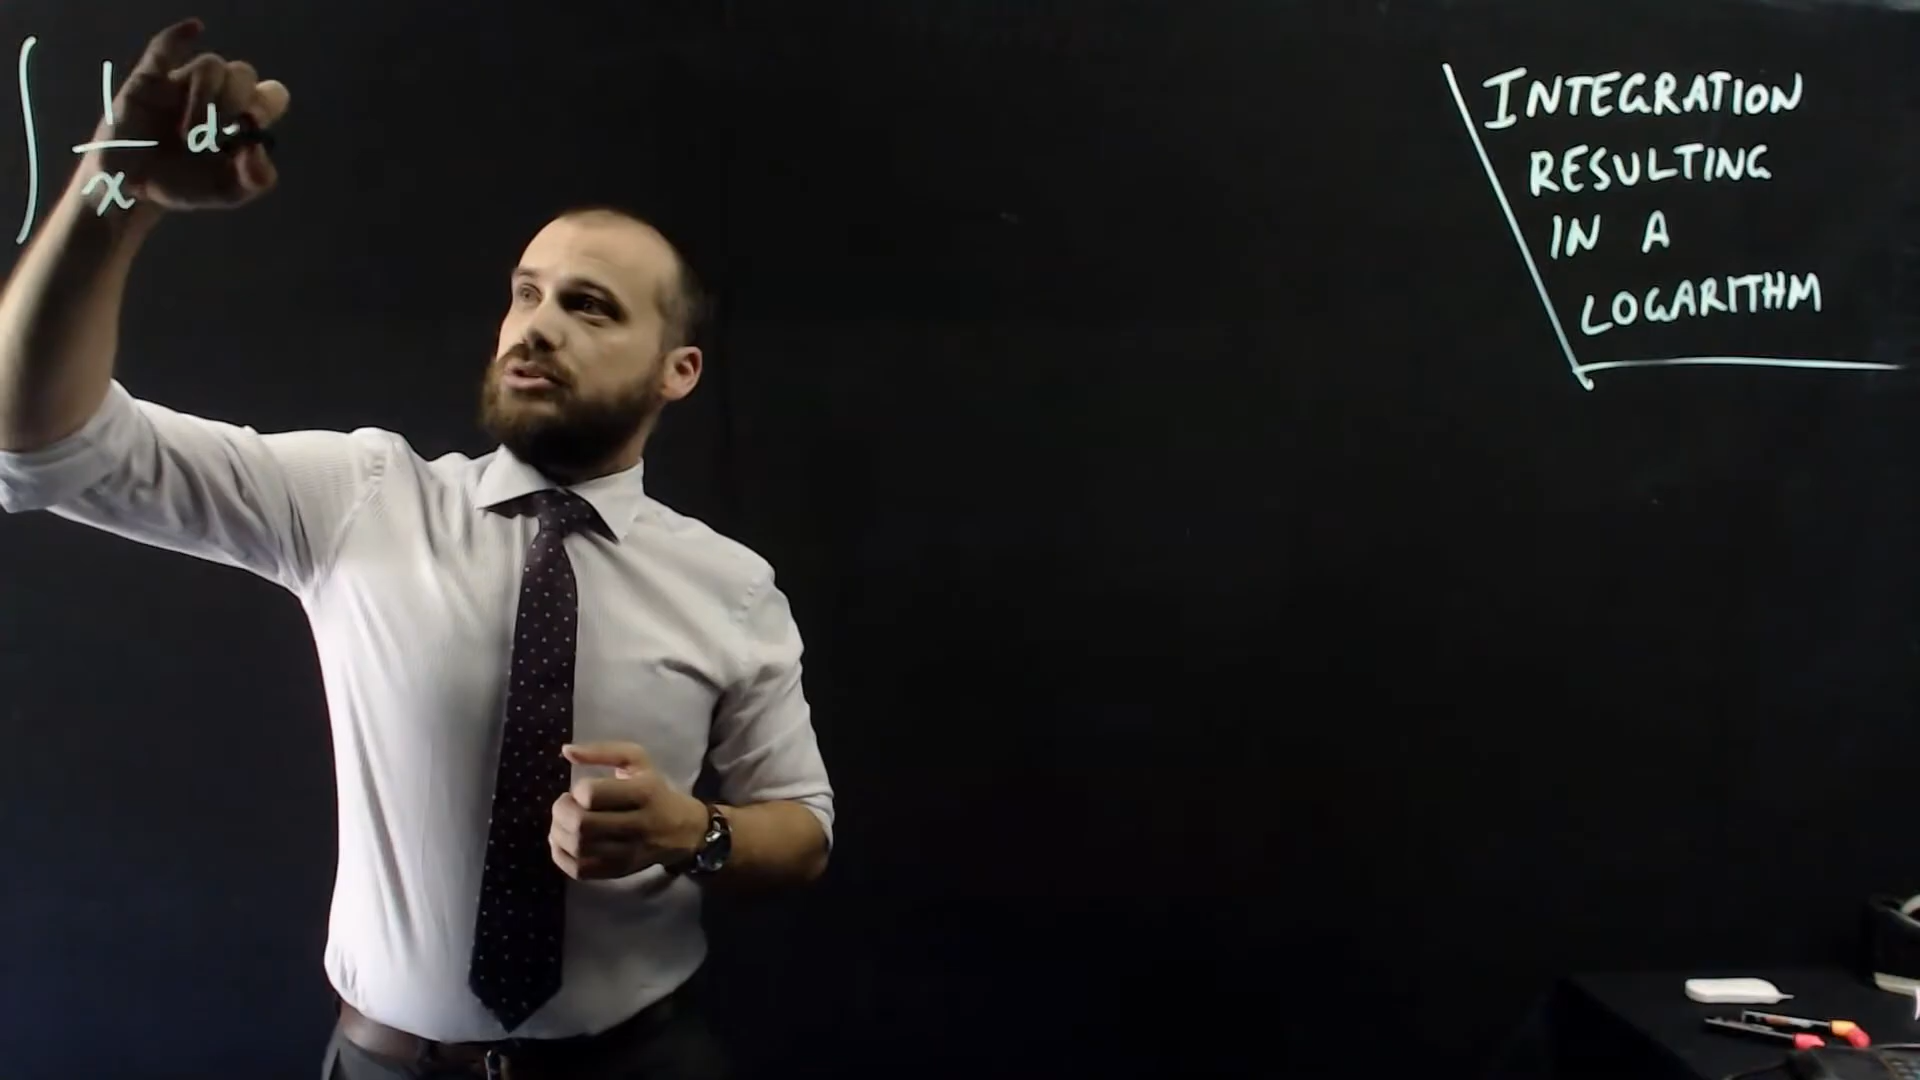 ∫ 1/x d
INTEGRATION
RESULTING
IN A
LOGARITHM